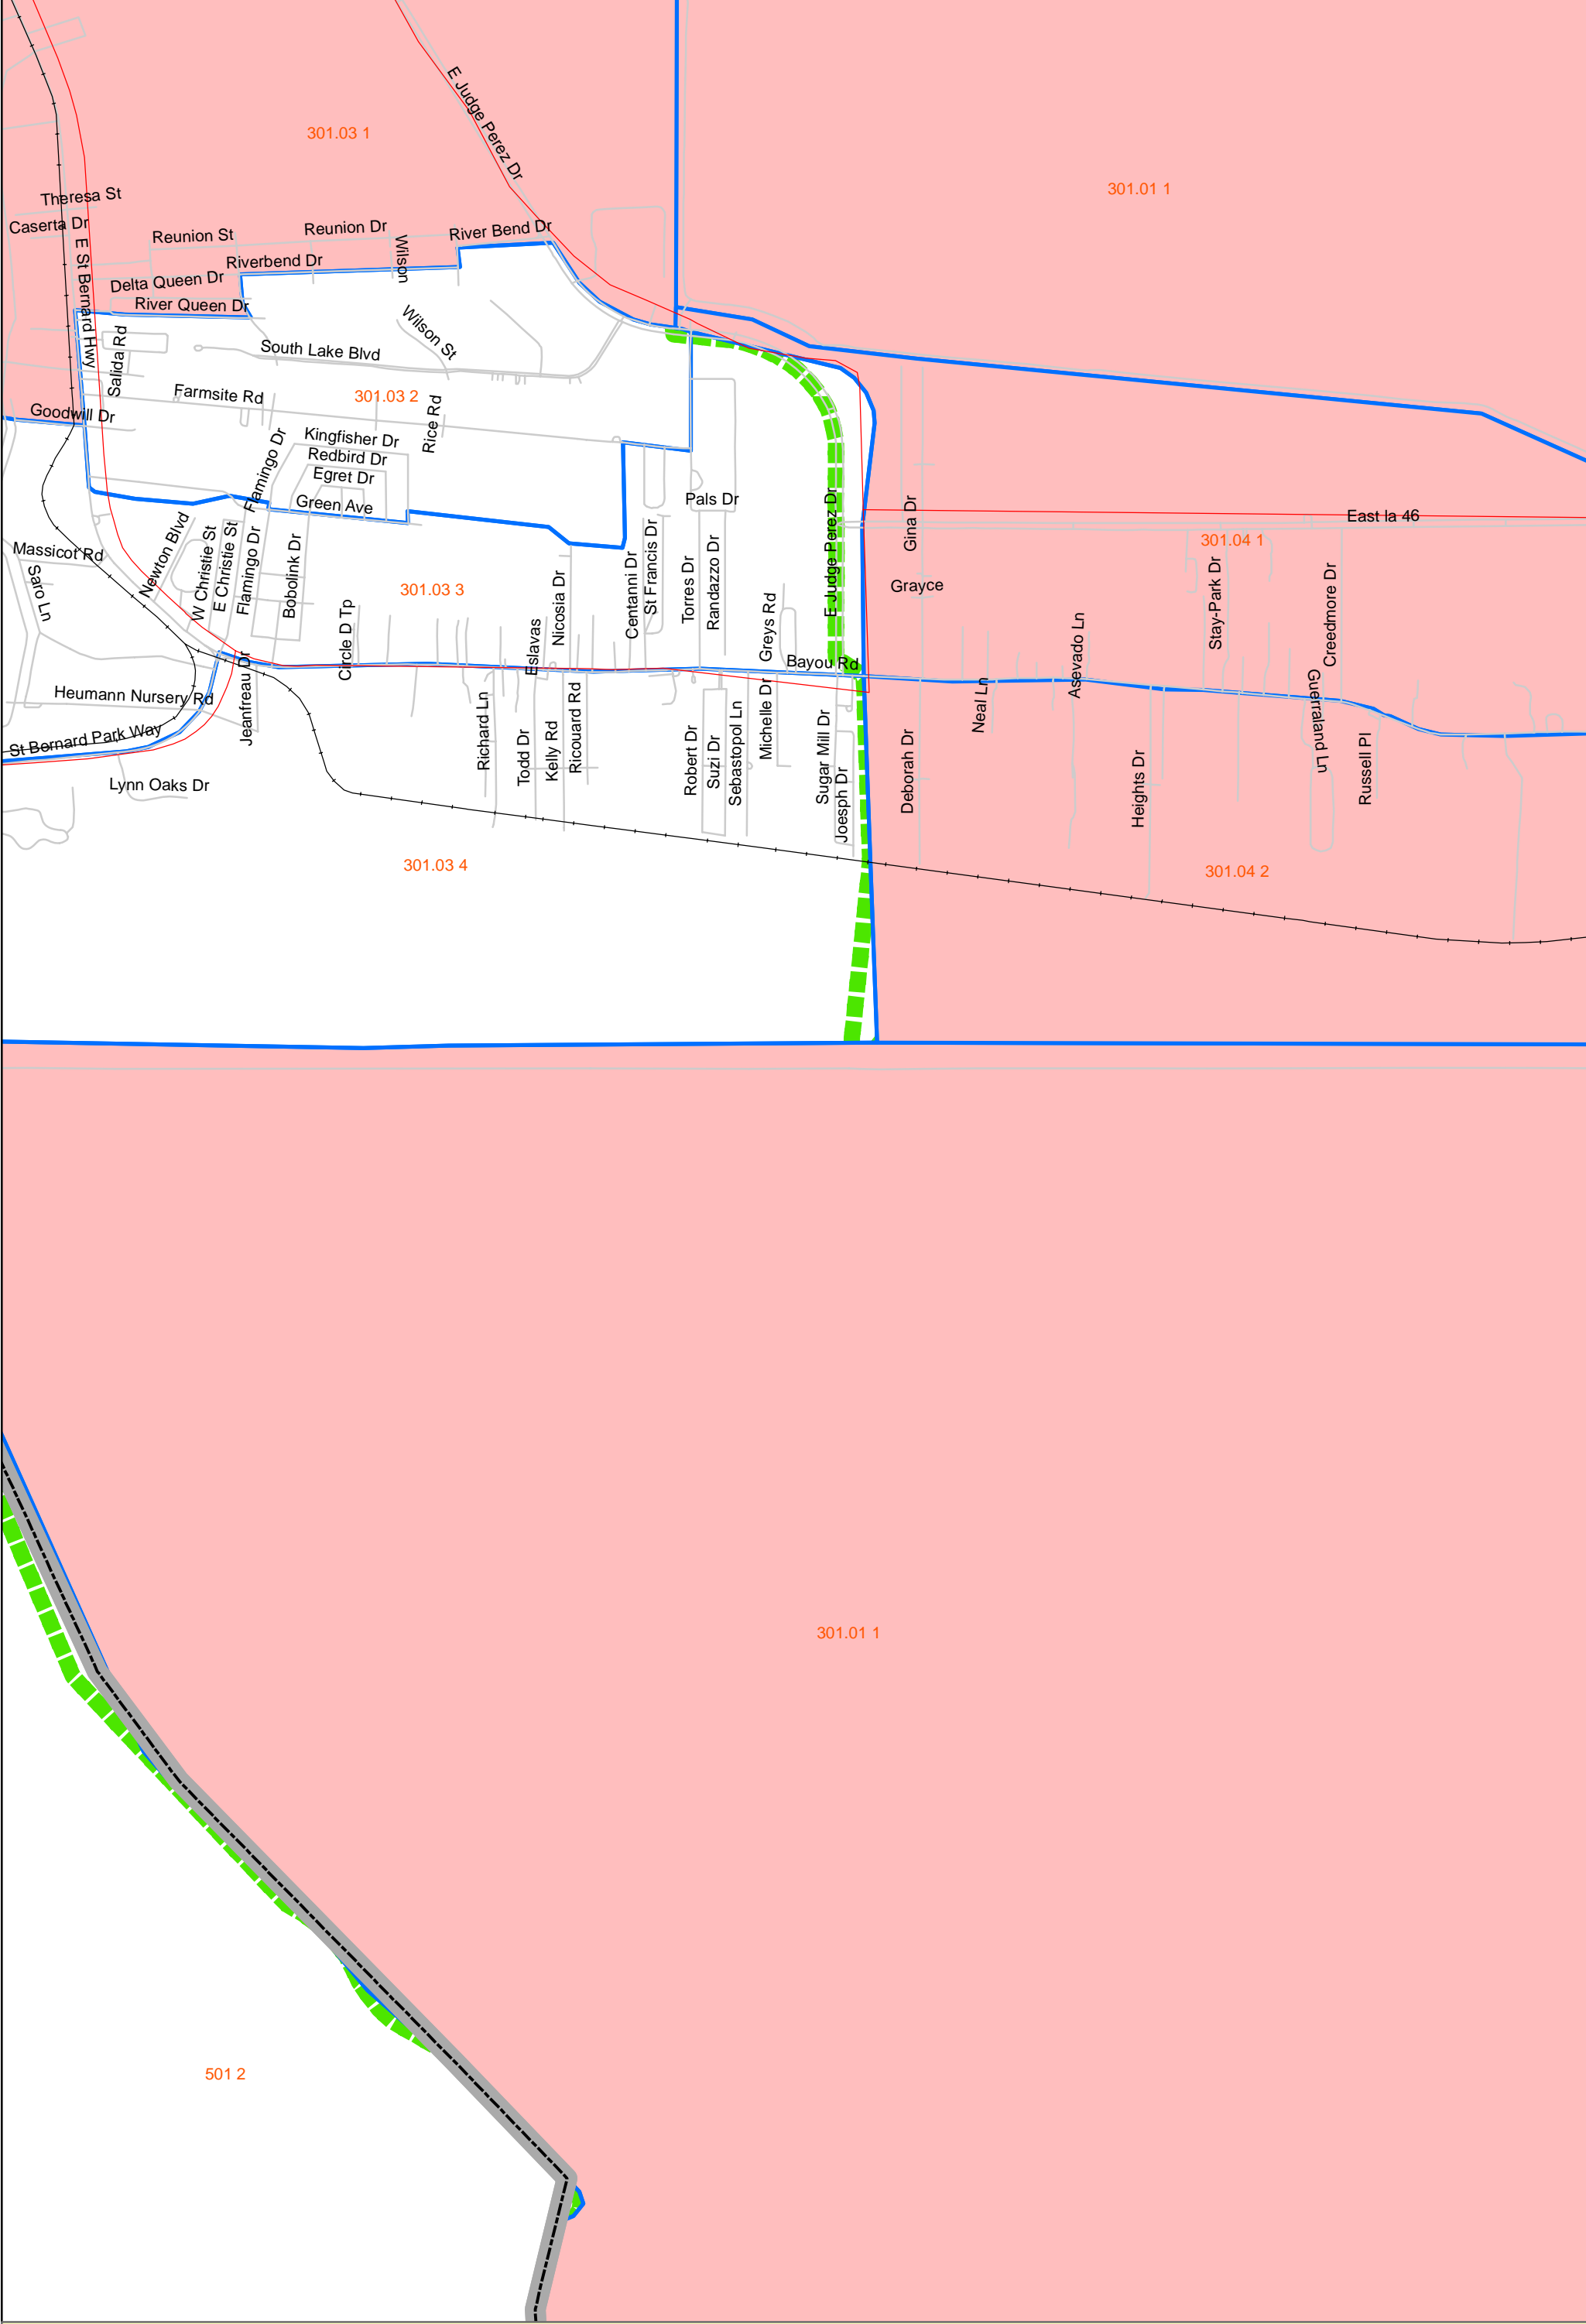 E Judge Perez Dr
301.03 1
301.01 1
Theresa St
Caserta Dr
E St Bernard Hwy
Reunion St
Reunion Dr
Wilson
River Bend Dr
Riverbend Dr
Delta Queen Dr
River Queen Dr
Salida Rd
South Lake Blvd
Wilson St
Farmsite Rd
301.03 2
Goodwill Dr
Rice Rd
Flamingo Dr
Kingfisher Dr
Redbird Dr
Egret Dr
Green Ave
Pals Dr
E Judge Perez Dr
Gina Dr
East la 46
301.04 1
Massicot Rd
Saro Ln
Newton Blvd
W Christie St
E Christie St
Flamingo Dr
Bobolink Dr
301.03 3
Circle D Tp
Eslavas
Nicosia Dr
Centanni Dr
St Francis Dr
Torres Dr
Randazzo Dr
Greys Rd
Grayce
Stay-Park Dr
Creedmore Dr
Asevado Ln
Bayou Rd
Heumann Nursery Rd
Jeanfreau Dr
St Bernard Park Way
Lynn Oaks Dr
Richard Ln
Todd Dr
Kelly Rd
Ricouard Rd
Robert Dr
Suzi Dr
Sebastopol Ln
Michelle Dr
Sugar Mill Dr
Joesph Dr
Deborah Dr
Neal Ln
Heights Dr
Guerraland Ln
Russell Pl
301.03 4
301.04 2
301.01 1
501 2